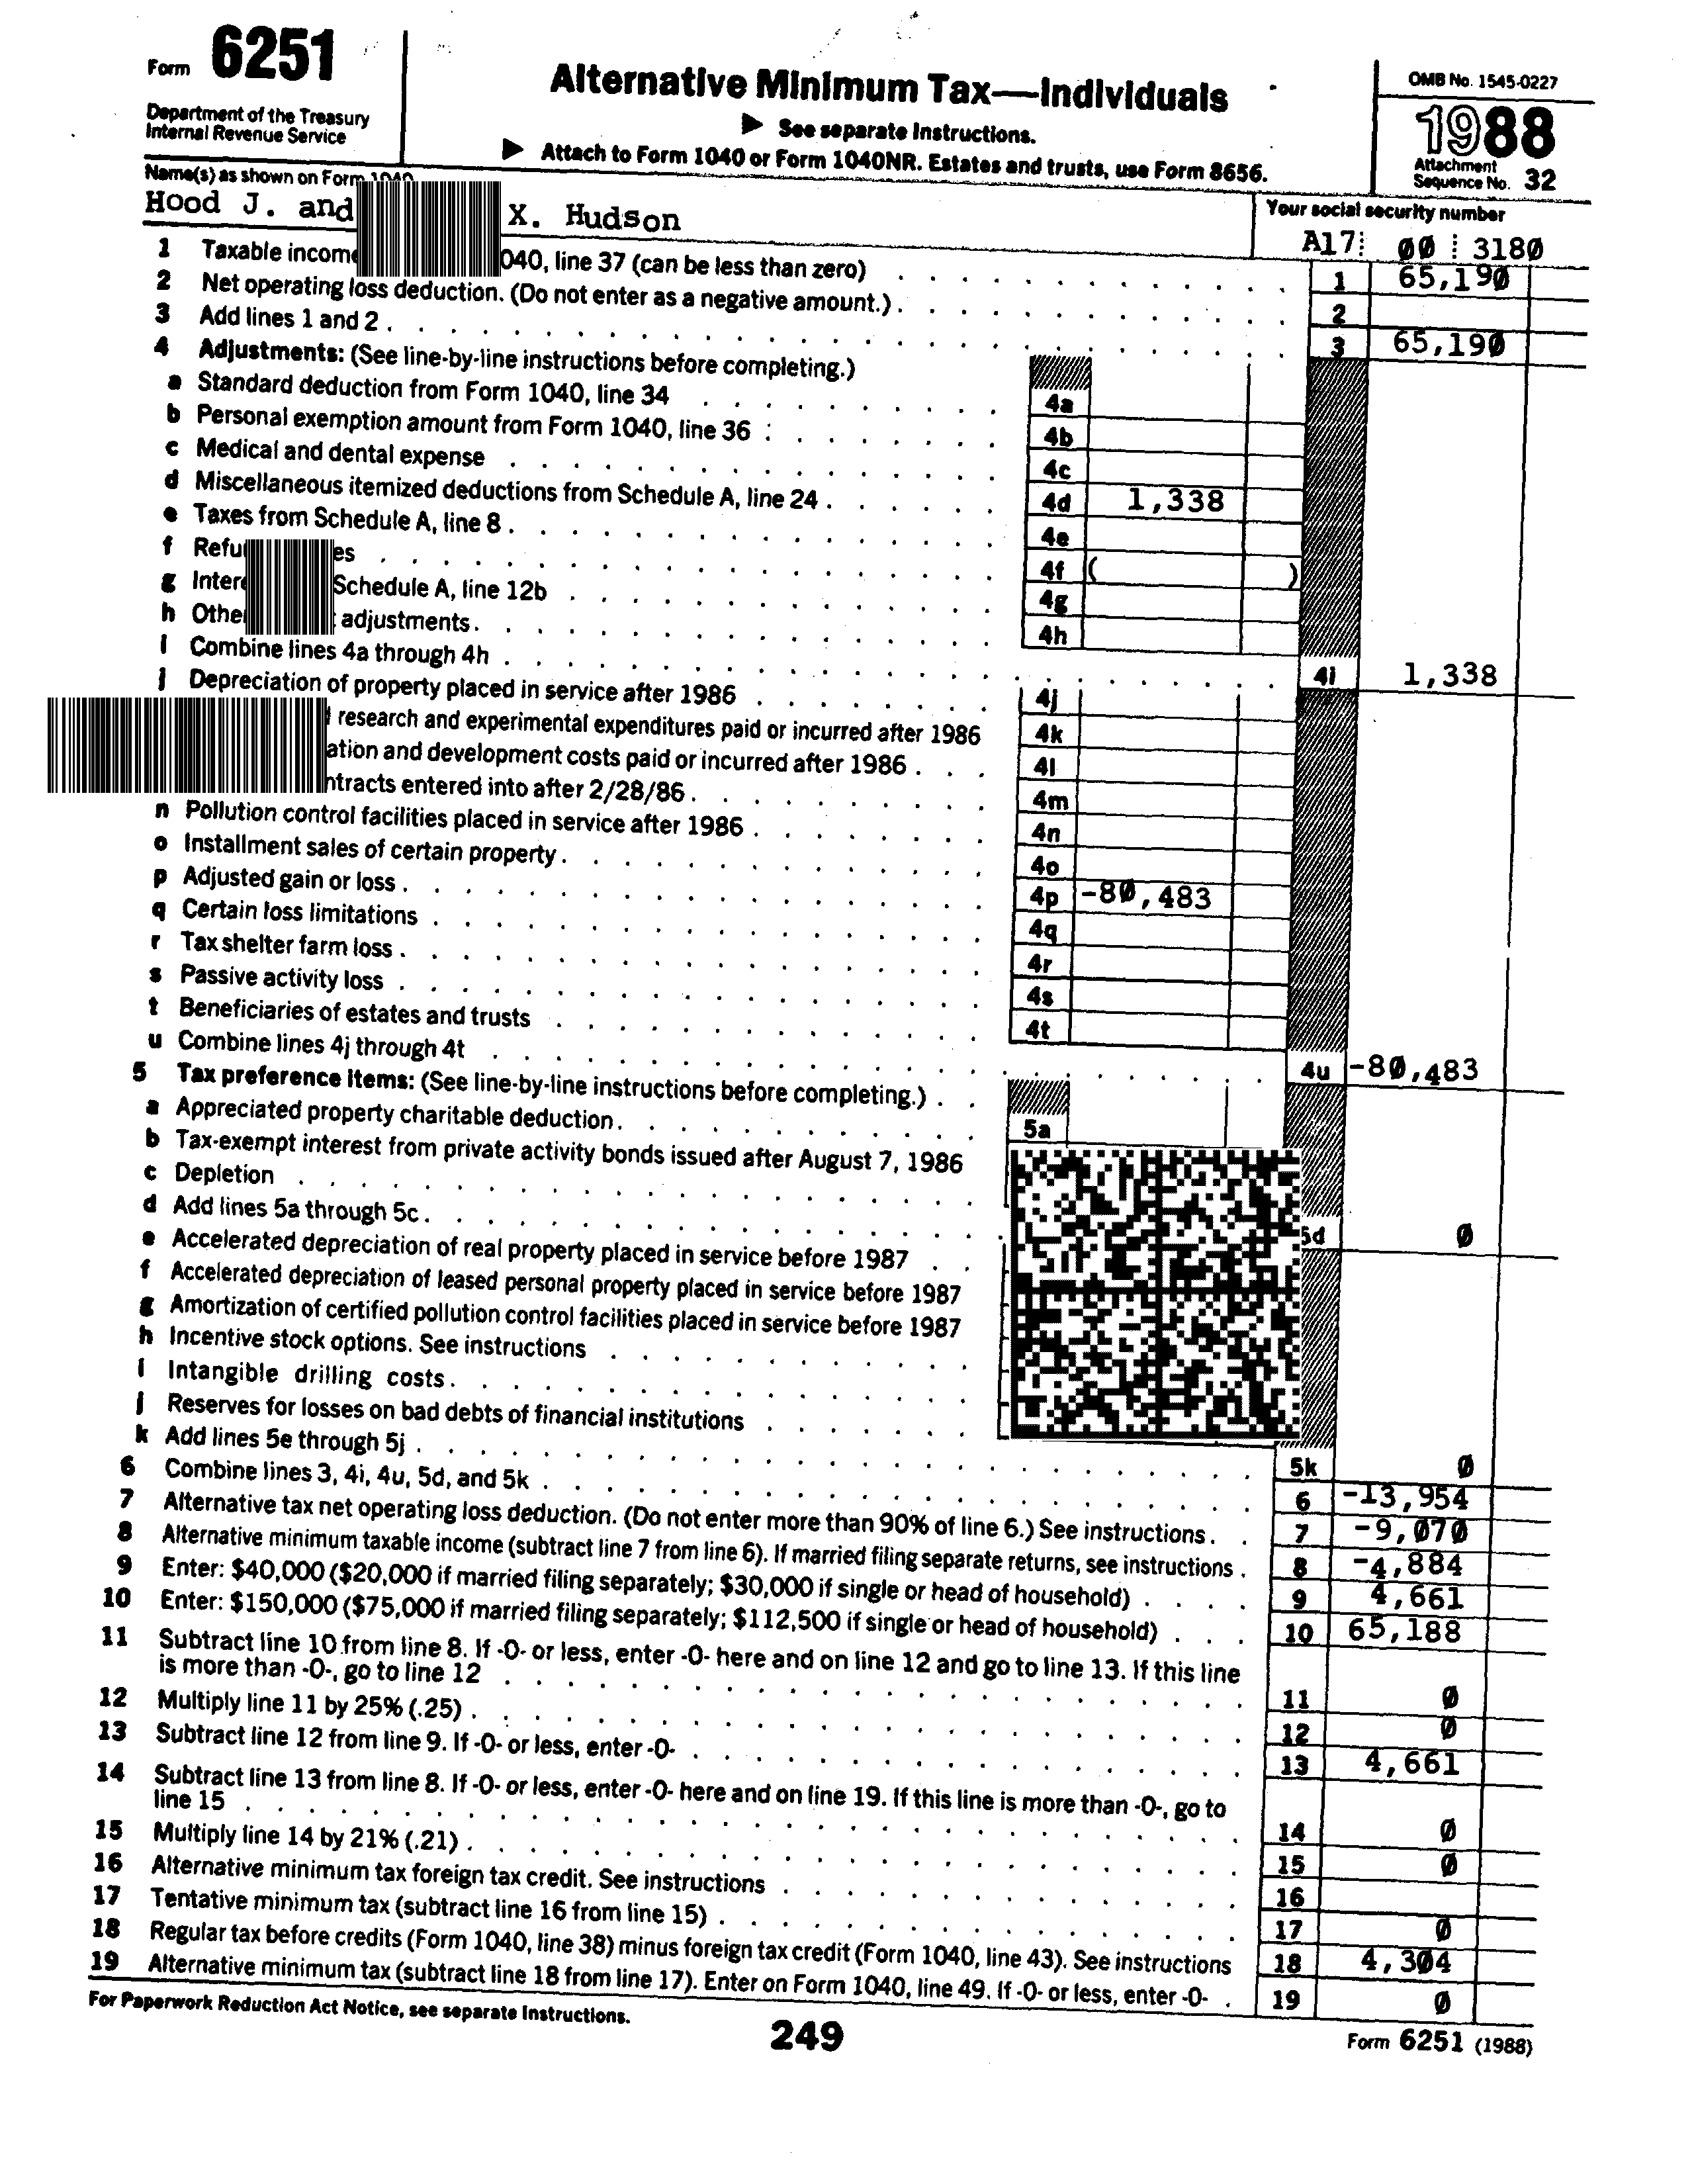 Form 6251
Department of the Treasury
Internal Revenue Service
Alternative Minimum Tax—Individuals
▶ See separate Instructions.
▶ Attach to Form 1040 or Form 1040NR. Estates and trusts, use Form 8656.
OMB No. 1545-0227
1988
Attachment
Sequence No. 32
Name(s) as shown on Form 1040
Hood J. and X. Hudson
Your social security number
A17 00 3180
1 Taxable income 040, line 37 (can be less than zero) 1 65,190
2 Net operating loss deduction. (Do not enter as a negative amount.) 2
3 Add lines 1 and 2 3 65,190
4 Adjustments: (See line-by-line instructions before completing.)
a Standard deduction from Form 1040, line 34 4a
b Personal exemption amount from Form 1040, line 36 4b
c Medical and dental expense 4c
d Miscellaneous itemized deductions from Schedule A, line 24 4d 1,338
e Taxes from Schedule A, line 8 4e
f 4f ( )
g Schedule A, line 12b 4g
h adjustments 4h
i Combine lines 4a through 4h 4i 1,338
j Depreciation of property placed in service after 1986 4j
research and experimental expenditures paid or incurred after 1986 4k
and development costs paid or incurred after 1986 4l
entered into after 2/28/86 4m
n Pollution control facilities placed in service after 1986 4n
o Installment sales of certain property 4o
p Adjusted gain or loss 4p -80,483
q Certain loss limitations 4q
r Tax shelter farm loss 4r
s Passive activity loss 4s
t Beneficiaries of estates and trusts 4t
u Combine lines 4j through 4t 4u -80,483
5 Tax preference items: (See line-by-line instructions before completing.)
a Appreciated property charitable deduction 5a
b Tax-exempt interest from private activity bonds issued after August 7, 1986
c Depletion
d Add lines 5a through 5c 5d 0
e Accelerated depreciation of real property placed in service before 1987
f Accelerated depreciation of leased personal property placed in service before 1987
g Amortization of certified pollution control facilities placed in service before 1987
h Incentive stock options. See instructions
i Intangible drilling costs
j Reserves for losses on bad debts of financial institutions
k Add lines 5e through 5j 5k 0
6 Combine lines 3, 4i, 4u, 5d, and 5k 6 -13,954
7 Alternative tax net operating loss deduction. (Do not enter more than 90% of line 6.) See instructions 7 -9,070
8 Alternative minimum taxable income (subtract line 7 from line 6). If married filing separate returns, see instructions 8 -4,884
9 Enter: $40,000 ($20,000 if married filing separately; $30,000 if single or head of household) 9 4,661
10 Enter: $150,000 ($75,000 if married filing separately; $112,500 if single or head of household) 10 65,188
11 Subtract line 10 from line 8. If -0- or less, enter -0- here and on line 12 and go to line 13. If this line
is more than -0-, go to line 12 11 0
12 Multiply line 11 by 25% (.25) 12 0
13 Subtract line 12 from line 9. If -0- or less, enter -0- 13 4,661
14 Subtract line 13 from line 8. If -0- or less, enter -0- here and on line 19. If this line is more than -0-, go to
line 15 14 0
15 Multiply line 14 by 21% (.21) 15 0
16 Alternative minimum tax foreign tax credit. See instructions 16
17 Tentative minimum tax (subtract line 16 from line 15) 17 0
18 Regular tax before credits (Form 1040, line 38) minus foreign tax credit (Form 1040, line 43). See instructions 18 4,304
19 Alternative minimum tax (subtract line 18 from line 17). Enter on Form 1040, line 49. If -0- or less, enter -0- 19 0
For Paperwork Reduction Act Notice, see separate Instructions.
249
Form 6251 (1988)